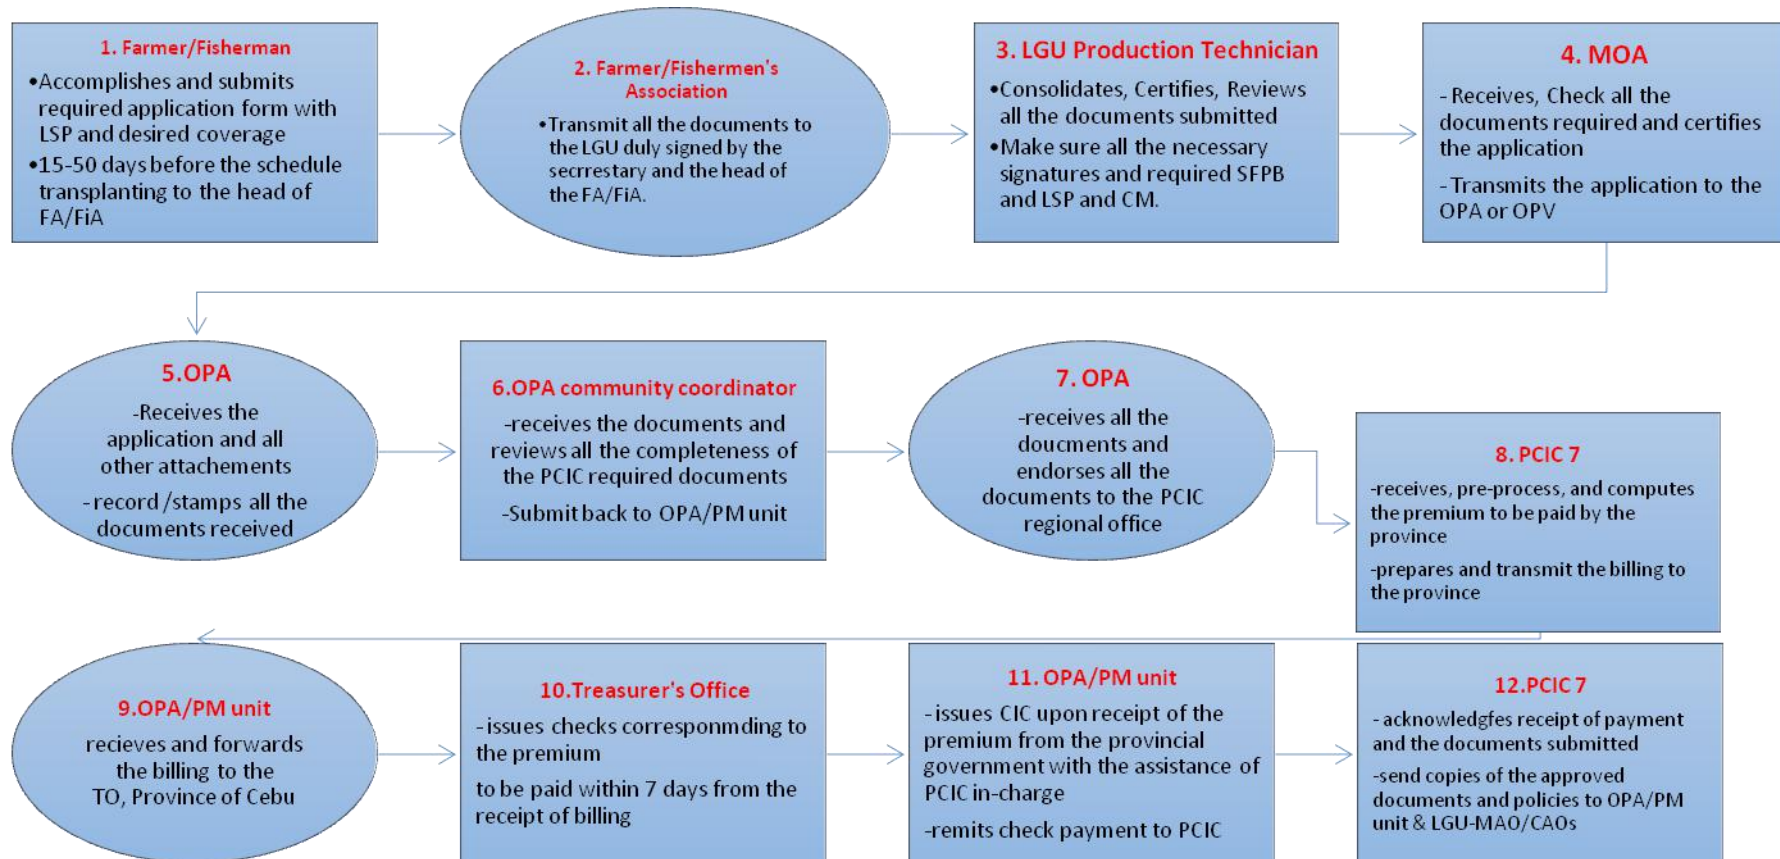 1. Farmer/Fisherman
•Accomplishes and submits
required application form with
LSP and desired coverage
•15-50 days before the schedule
transplanting to the head of
FA/FiA
2. Farmer/Fishermen's
Association
•Transmit all the documents to
the LGU duly signed by the
secrrestary and the head of
the FA/FiA.
3. LGU Production Technician
•Consolidates, Certifies, Reviews
all the documents submitted
•Make sure all the necessary
signatures and required SFPB
and LSP and CM.
4. MOA
-Receives, Check all the
documents required and certifies
the application
-Transmits the application to the
OPA or OPV
5.OPA
-Receives the
application and all
other attachements
-record/stamps all the
documents received
6.OPA community coordinator
-receives the documents and
reviews all the completeness of
the PCIC required documents
-Submit back to OPA/PM unit
7. OPA
-receives all the
doucments and
endorses all the
documents to the PCIC
regional office
8. PCIC 7
-receives, pre-process, and computes
the premium to be paid by the
province
-prepares and transmit the billing to
the province
9.OPA/PM unit
recieves and forwards
the billing to the
TO, Province of Cebu
10.Treasurer's Office
-issues checks corresponmding to
the premium
to be paid within 7 days from the
receipt of billing
11. OPA/PM unit
-issues CIC upon receipt of the
premium from the provincial
government with the assistance of
PCIC in-charge
-remits check payment to PCIC
12.PCIC 7
-acknowledgfes receipt of payment
and the documents submitted
-send copies of the approved
documents and policies to OPA/PM
unit & LGU-MAO/CAOs